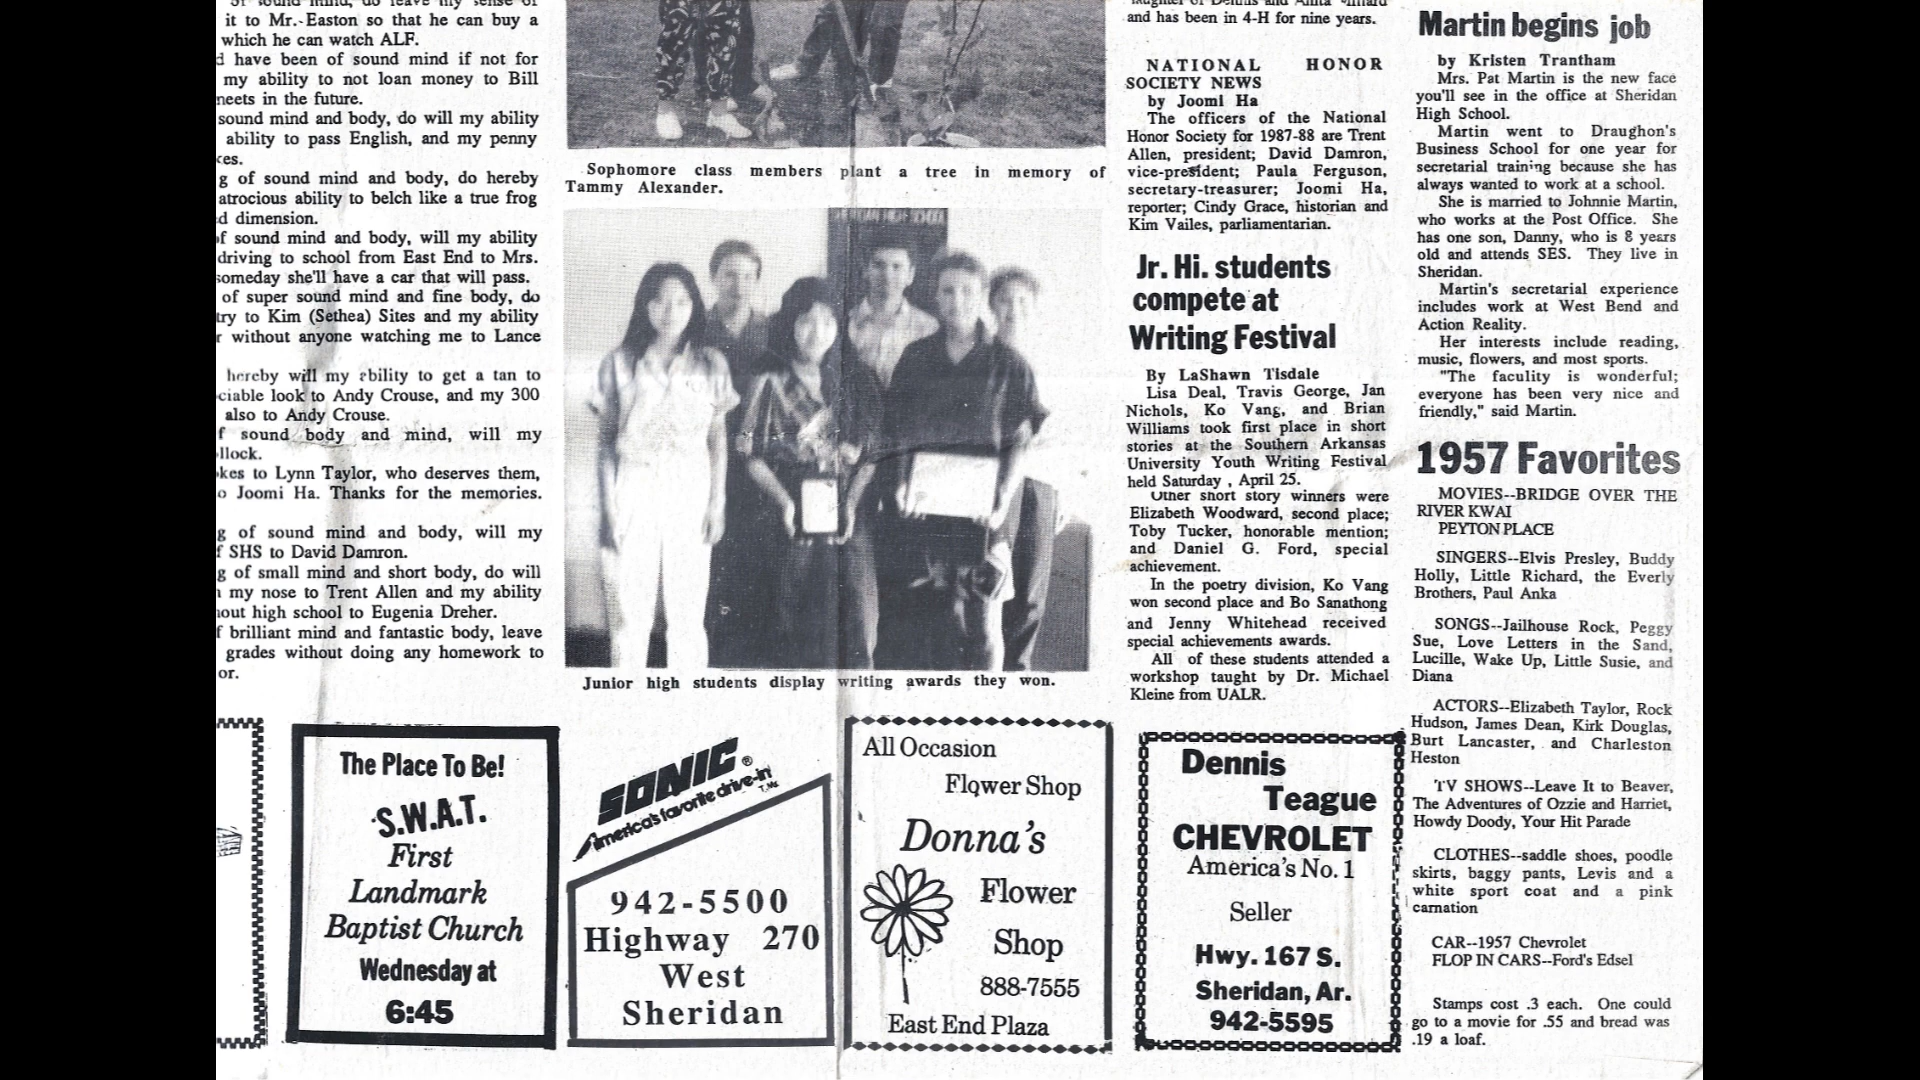 it to Mr. Easton so that he can buy a
which he can watch ALF.
have been of sound mind if not for
my ability to not loan money to Bill
in the future.
sound mind and body, do will my ability
ability to pass English, and my penny
of sound mind and body, do hereby
atrocious ability to belch like a true frog
dimension.
sound mind and body, will my ability
driving to school from East End to Mrs.
someday she'll have a car that will pass.
of super sound mind and fine body, do
to Kim (Sethea) Sites and my ability
without anyone watching me to Lance
hereby will my ability to get a tan to
look to Andy Crouse, and my 300
also to Andy Crouse.
sound body and mind, will my
to Lynn Taylor, who deserves them,
Joomi Ha. Thanks for the memories.
of sound mind and body, will my
SHS to David Damron.
of small mind and short body, do will
my nose to Trent Allen and my ability
high school to Eugenia Dreher.
brilliant mind and fantastic body, leave
grades without doing any homework to
Sophomore class members plant a tree in memory of
Tammy Alexander.
SHERIDAN HIGH SCHOOL
Junior high students display writing awards they won.
and has been in 4-H for nine years.
NATIONAL HONOR
SOCIETY NEWS
by Joomi Ha
The officers of the National
Honor Society for 1987-88 are Trent
Allen, president; David Damron,
vice-president; Paula Ferguson,
secretary-treasurer; Joomi Ha,
reporter; Cindy Grace, historian and
Kim Vailes, parliamentarian.
Jr. Hi. students
compete at
Writing Festival
By LaShawn Tisdale
Lisa Deal, Travis George, Jan
Nichols, Ko Vang, and Brian
Williams took first place in short
stories at the Southern Arkansas
University Youth Writing Festival
held Saturday , April 25.
Other short story winners were
Elizabeth Woodward, second place;
Toby Tucker, honorable mention;
and Daniel G. Ford, special
achievement.
In the poetry division, Ko Vang
won second place and Bo Sanathong
and Jenny Whitehead received
special achievements awards.
All of these students attended a
workshop taught by Dr. Michael
Kleine from UALR.
Martin begins job
by Kristen Trantham
Mrs. Pat Martin is the new face
you'll see in the office at Sheridan
High School.
Martin went to Draughon's
Business School for one year for
secretarial training because she has
always wanted to work at a school.
She is married to Johnnie Martin,
who works at the Post Office. She
has one son, Danny, who is 8 years
old and attends SES. They live in
Sheridan.
Martin's secretarial experience
includes work at West Bend and
Action Reality.
Her interests include reading,
music, flowers, and most sports.
"The faculity is wonderful;
everyone has been very nice and
friendly," said Martin.
1957 Favorites
MOVIES--BRIDGE OVER THE
RIVER KWAI
PEYTON PLACE
SINGERS--Elvis Presley, Buddy
Holly, Little Richard, the Everly
Brothers, Paul Anka
SONGS--Jailhouse Rock, Peggy
Sue, Love Letters in the Sand,
Lucille, Wake Up, Little Susie, and
Diana
ACTORS--Elizabeth Taylor, Rock
Hudson, James Dean, Kirk Douglas,
Burt Lancaster, and Charleston
Heston
TV SHOWS--Leave It to Beaver,
The Adventures of Ozzie and Harriet,
Howdy Doody, Your Hit Parade
CLOTHES--saddle shoes, poodle
skirts, baggy pants, Levis and a
white sport coat and a pink
carnation
CAR--1957 Chevrolet
FLOP IN CARS--Ford's Edsel
Stamps cost .3 each. One could
go to a movie for .55 and bread was
.19 a loaf.
The Place To Be!
S.W.A.T.
First
Landmark
Baptist Church
Wednesday at
6:45
SONIC ®
America's favorite drive-in T.M.
942-5500
Highway 270
West
Sheridan
All Occasion
Flower Shop
Donna's
Flower
Shop
888-7555
East End Plaza
Dennis
Teague
CHEVROLET
America's No. 1
Seller
Hwy. 167 S.
Sheridan, Ar.
942-5595